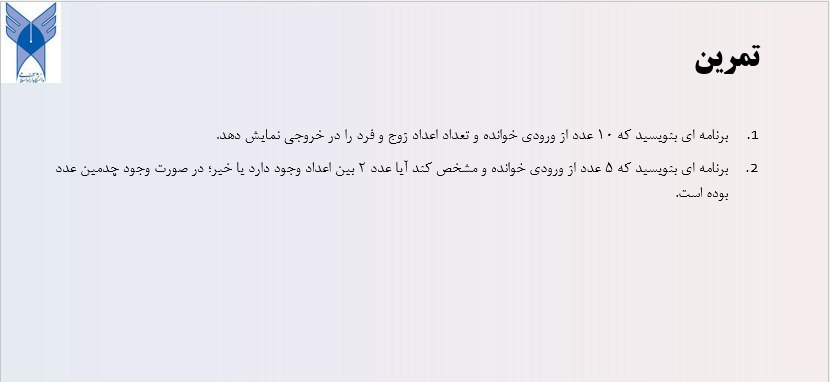 تمرین
1. برنامه ای بنویسید که ۱۰ عدد از ورودی خوانده و تعداد اعداد زوج و فرد را در خروجی نمایش دهد.
2. برنامه ای بنویسید که ۵ عدد از ورودی خوانده و مشخص کند آیا عدد ۲ بین اعداد وجود دارد یا خیر؛ در صورت وجود چدمین عدد
بوده است.